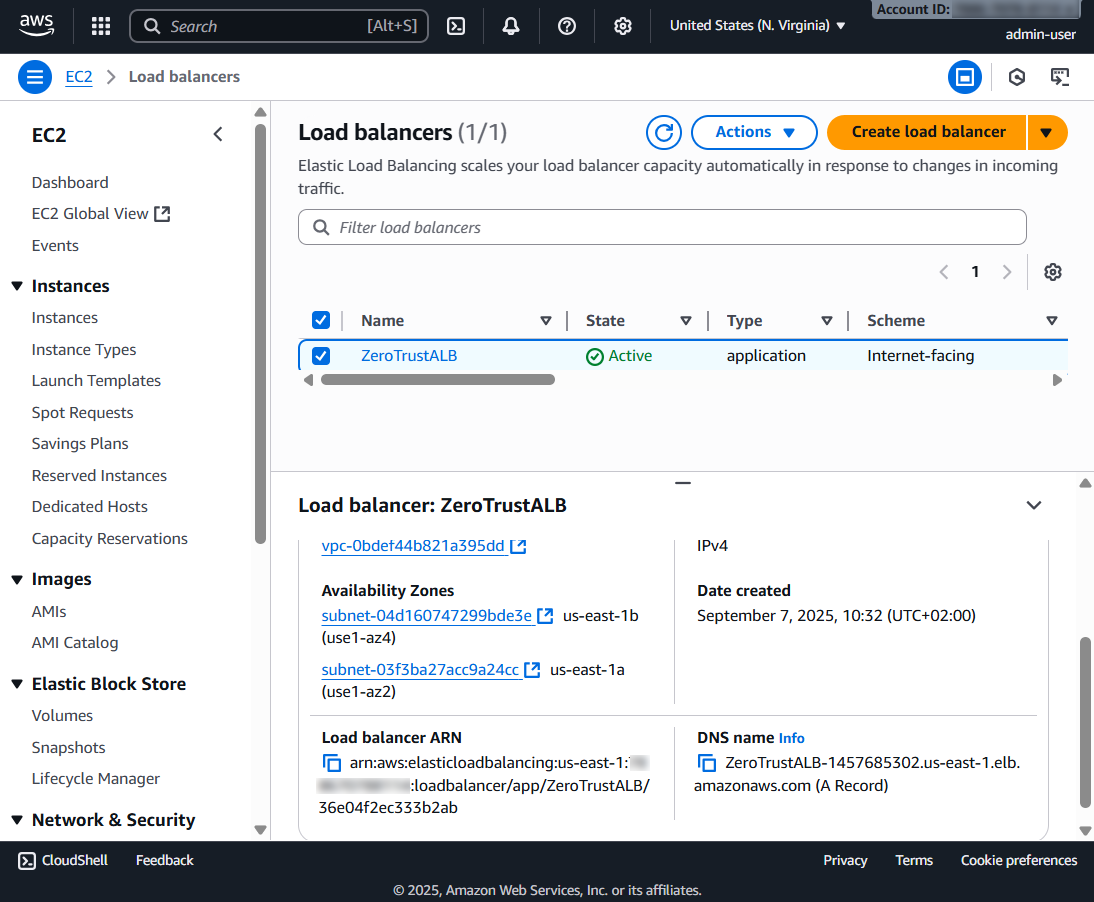 aws
Search [Alt+S]
United States (N. Virginia)
Account ID:
admin-user
EC2 > Load balancers
EC2
Dashboard
EC2 Global View
Events
Instances
Instances
Instance Types
Launch Templates
Spot Requests
Savings Plans
Reserved Instances
Dedicated Hosts
Capacity Reservations
Images
AMIs
AMI Catalog
Elastic Block Store
Volumes
Snapshots
Lifecycle Manager
Network & Security
Load balancers (1/1)
Actions
Create load balancer
Elastic Load Balancing scales your load balancer capacity automatically in response to changes in incoming
traffic.
Filter load balancers
1
Name State Type Scheme
ZeroTrustALB Active application Internet-facing
Load balancer: ZeroTrustALB
vpc-0bdef44b821a395dd
IPv4
Availability Zones
subnet-04d160747299bde3e us-east-1b
(use1-az4)
subnet-03f3ba27acc9a24cc us-east-1a
(use1-az2)
Date created
September 7, 2025, 10:32 (UTC+02:00)
Load balancer ARN
arn:aws:elasticloadbalancing:us-east-1:
:loadbalancer/app/ZeroTrustALB/
36e04f2ec333b2ab
DNS name Info
ZeroTrustALB-1457685302.us-east-1.elb.
amazonaws.com (A Record)
CloudShell Feedback
Privacy Terms Cookie preferences
© 2025, Amazon Web Services, Inc. or its affiliates.